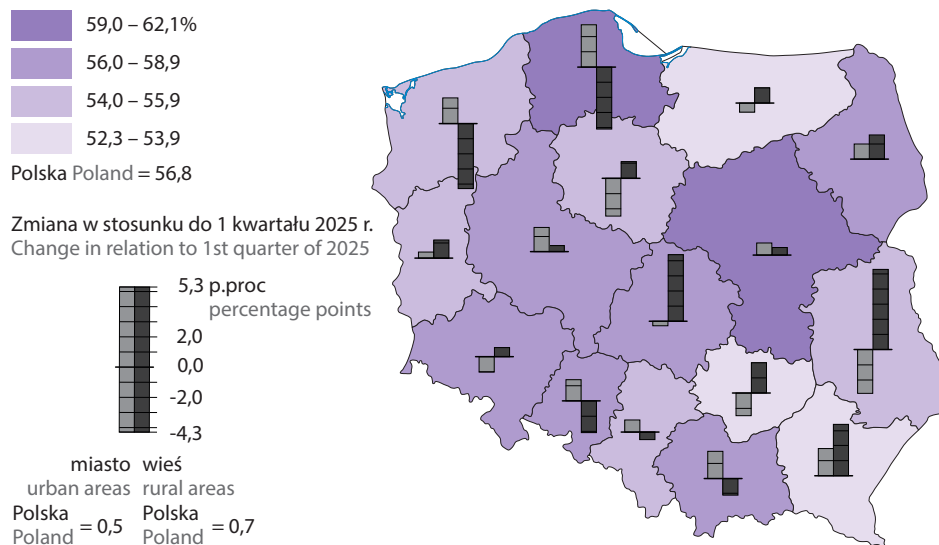 59,0 – 62,1%
56,0 – 58,9
54,0 – 55,9
52,3 – 53,9
Polska Poland = 56,8
Zmiana w stosunku do 1 kwartału 2025 r.
Change in relation to 1st quarter of 2025
5,3 p.proc
percentage points
2,0
0,0
-2,0
-4,3
miasto wieś
urban areas rural areas
Polska Polska
Poland = 0,5 Poland = 0,7